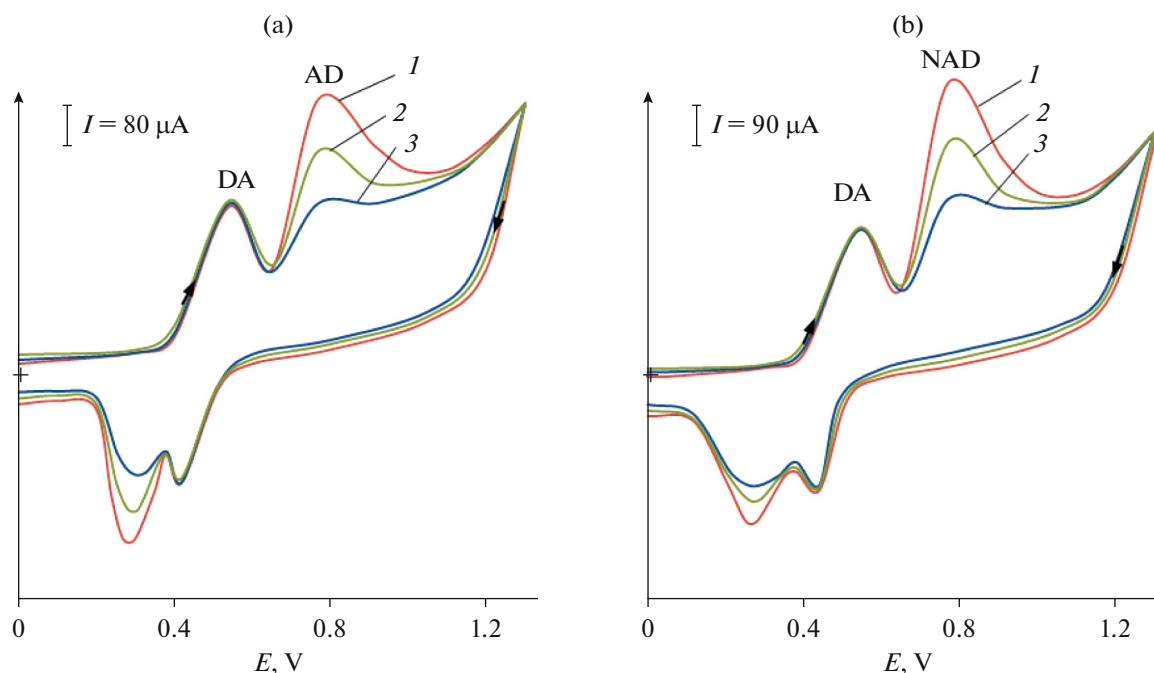 (a)
AD
1
2
3
I = 80 μA
DA
0
0.4
0.8
1.2
E, V
(b)
NAD
1
2
3
I = 90 μA
DA
0
0.4
0.8
1.2
E, V